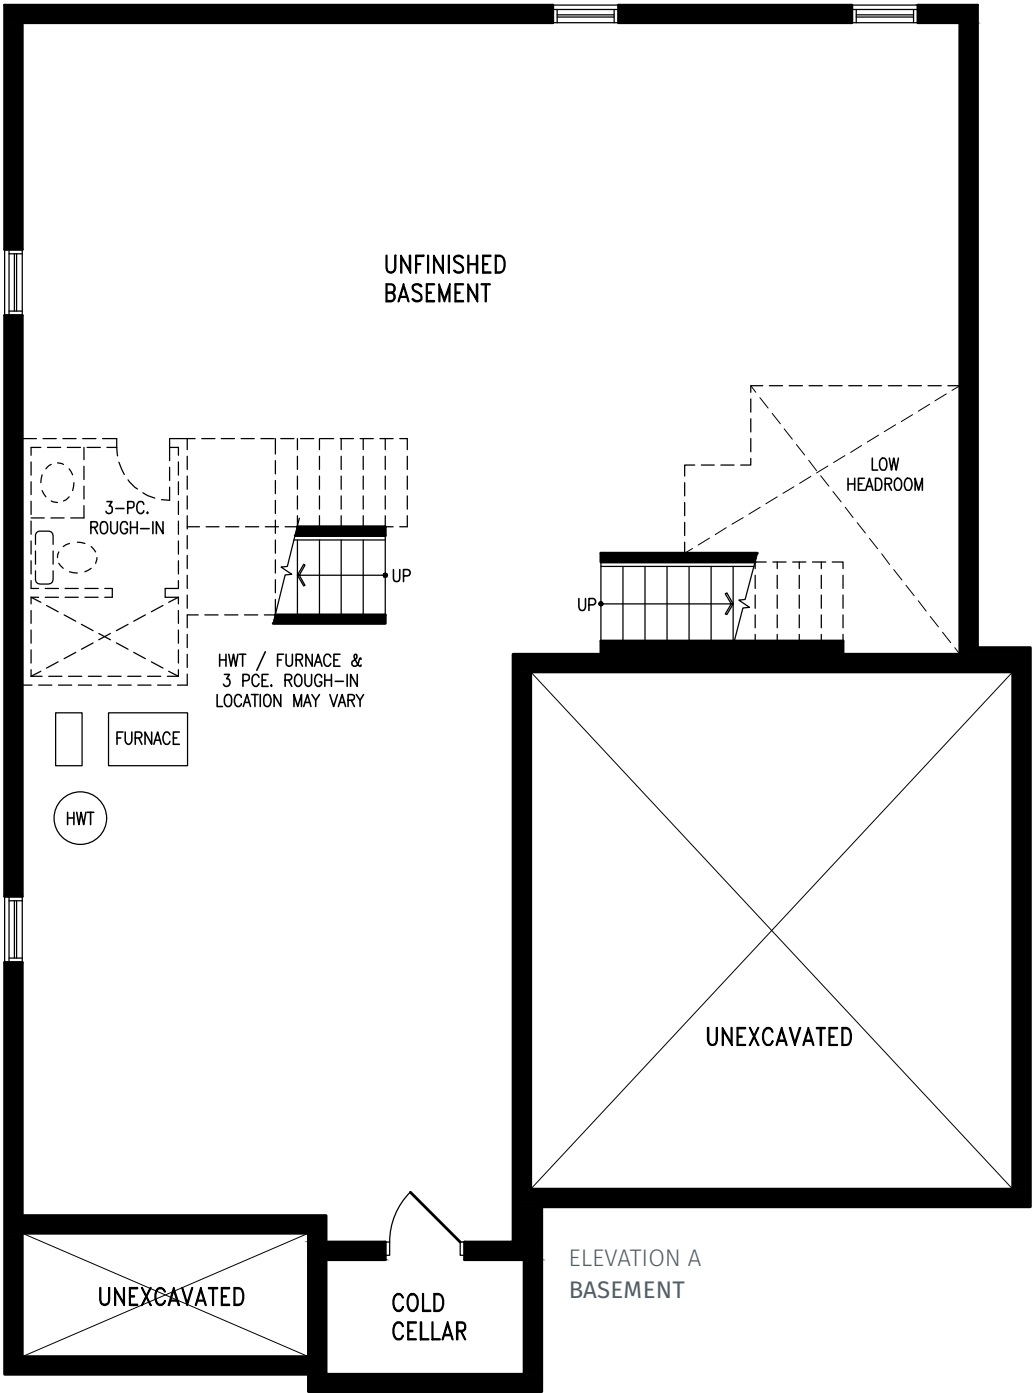 UNFINISHED
BASEMENT
LOW
HEADROOM
3-PC.
ROUGH-IN
UP
UP
HWT / FURNACE &
3 PCE. ROUGH-IN
LOCATION MAY VARY
FURNACE
HWT
UNEXCAVATED
UNEXCAVATED
COLD
CELLAR
ELEVATION A
BASEMENT